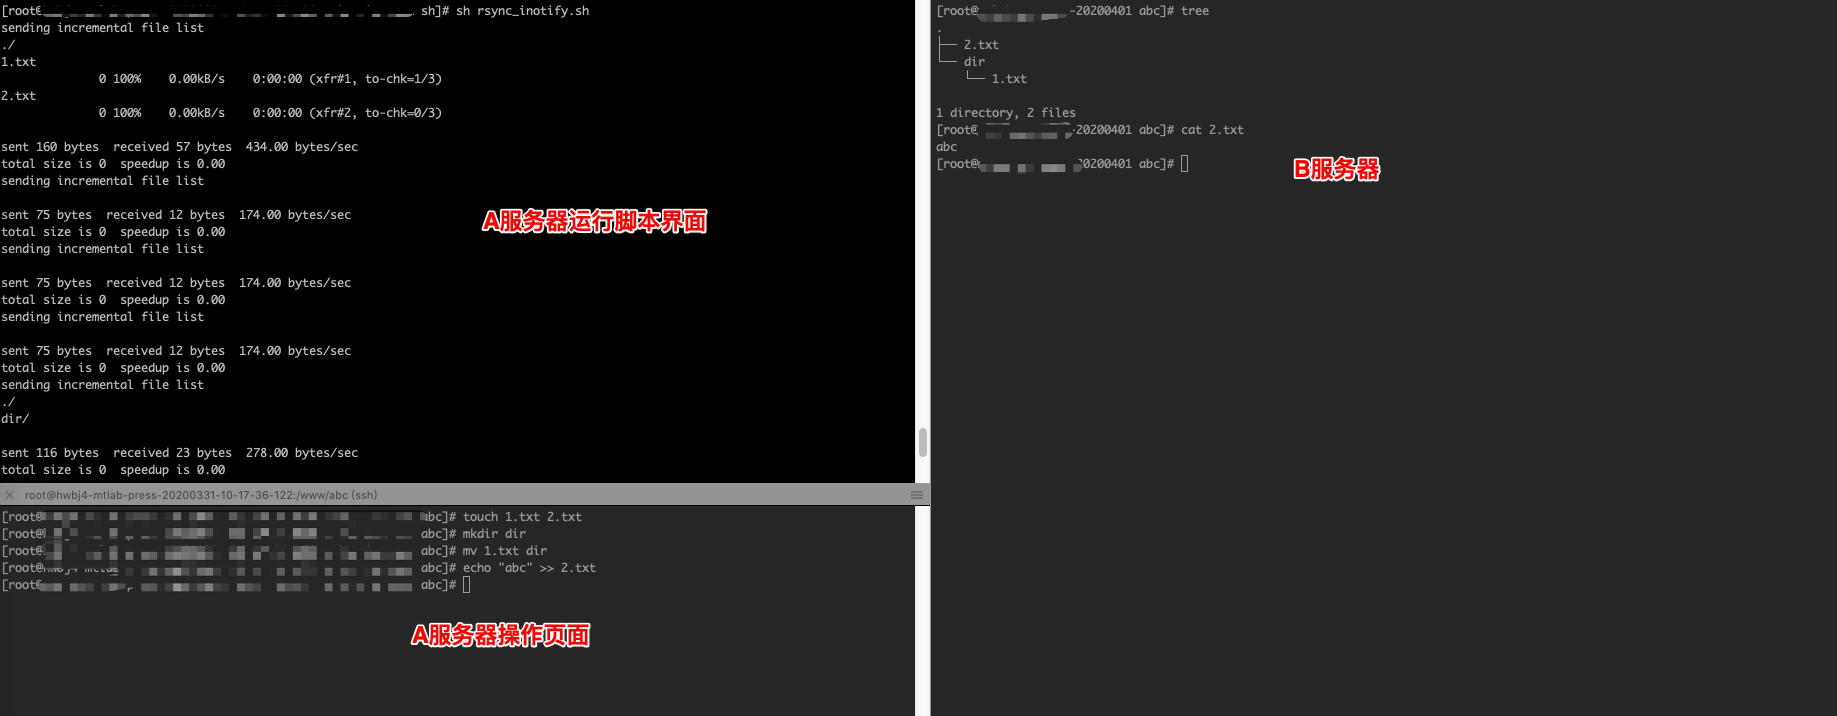 [root@ sh]# sh rsync_inotify.sh
sending incremental file list
./
1.txt
0 100% 0.00kB/s 0:00:00 (xfr#1, to-chk=1/3)
2.txt
0 100% 0.00kB/s 0:00:00 (xfr#2, to-chk=0/3)
sent 160 bytes received 57 bytes 434.00 bytes/sec
total size is 0 speedup is 0.00
sending incremental file list
sent 75 bytes received 12 bytes 174.00 bytes/sec
total size is 0 speedup is 0.00
sending incremental file list
sent 75 bytes received 12 bytes 174.00 bytes/sec
total size is 0 speedup is 0.00
sending incremental file list
sent 75 bytes received 12 bytes 174.00 bytes/sec
total size is 0 speedup is 0.00
sending incremental file list
./
dir/
sent 116 bytes received 23 bytes 278.00 bytes/sec
total size is 0 speedup is 0.00
A服务器运行脚本界面
root@hwbj4-mtlab-press-20200331-10-17-36-122:/www/abc (ssh)
[root@ abc]# touch 1.txt 2.txt
[root@ abc]# mkdir dir
[root@ abc]# mv 1.txt dir
[root@ abc]# echo "abc" >> 2.txt
[root@ abc]#
A服务器操作页面
[root@ -20200401 abc]# tree
.
├── 2.txt
└── dir
└── 1.txt
1 directory, 2 files
[root@ -20200401 abc]# cat 2.txt
abc
[root@ 20200401 abc]#
B服务器